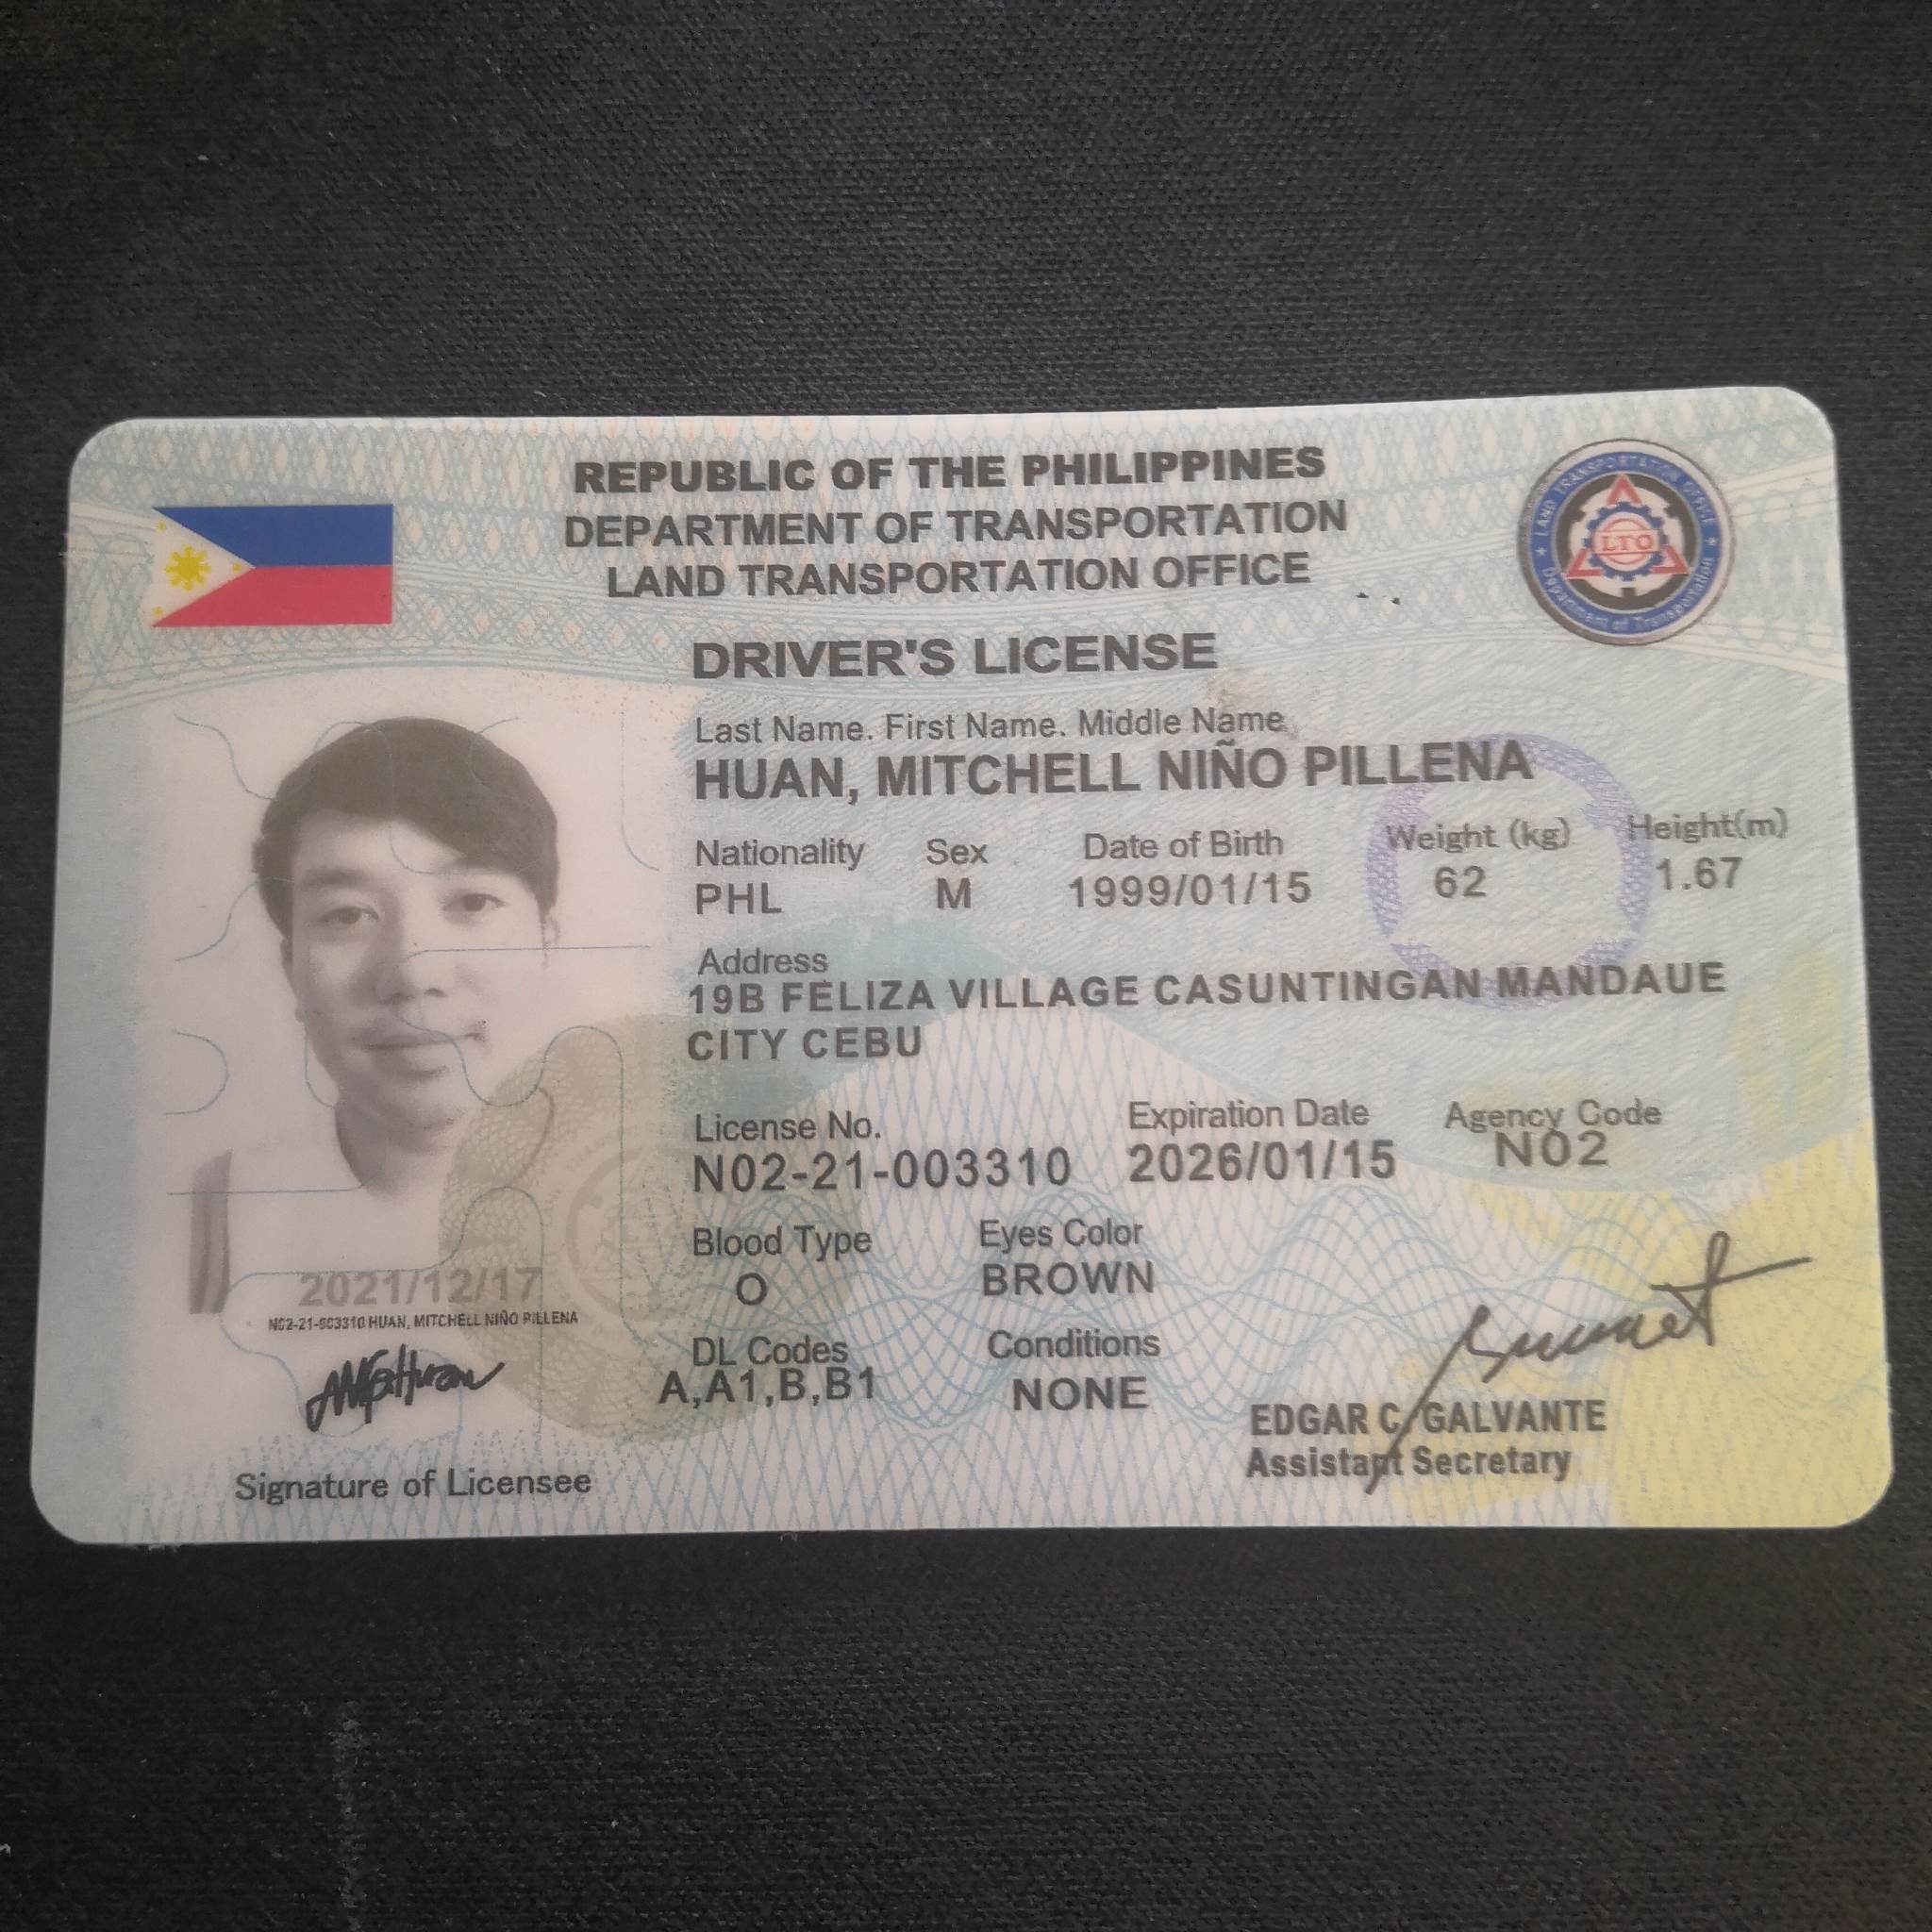 REPUBLIC OF THE PHILIPPINES
DEPARTMENT OF TRANSPORTATION
LAND TRANSPORTATION OFFICE
LAND TRANSPORTATION OFFICE
LTO
Department of Transportation
DRIVER'S LICENSE
Last Name. First Name. Middle Name
HUAN, MITCHELL NIÑO PILLENA
Nationality Sex Date of Birth Weight (kg) Height(m)
PHL M 1999/01/15 62 1.67
Address
19B FELIZA VILLAGE CASUNTINGAN MANDAUE
CITY CEBU
License No. Expiration Date Agency Code
N02-21-003310 2026/01/15 N02
Blood Type Eyes Color
O BROWN
DL Codes Conditions
A,A1,B,B1 NONE
2021/12/17
N02-21-003310 HUAN, MITCHELL NIÑO PILLENA
Signature of Licensee
EDGAR C. GALVANTE
Assistant Secretary